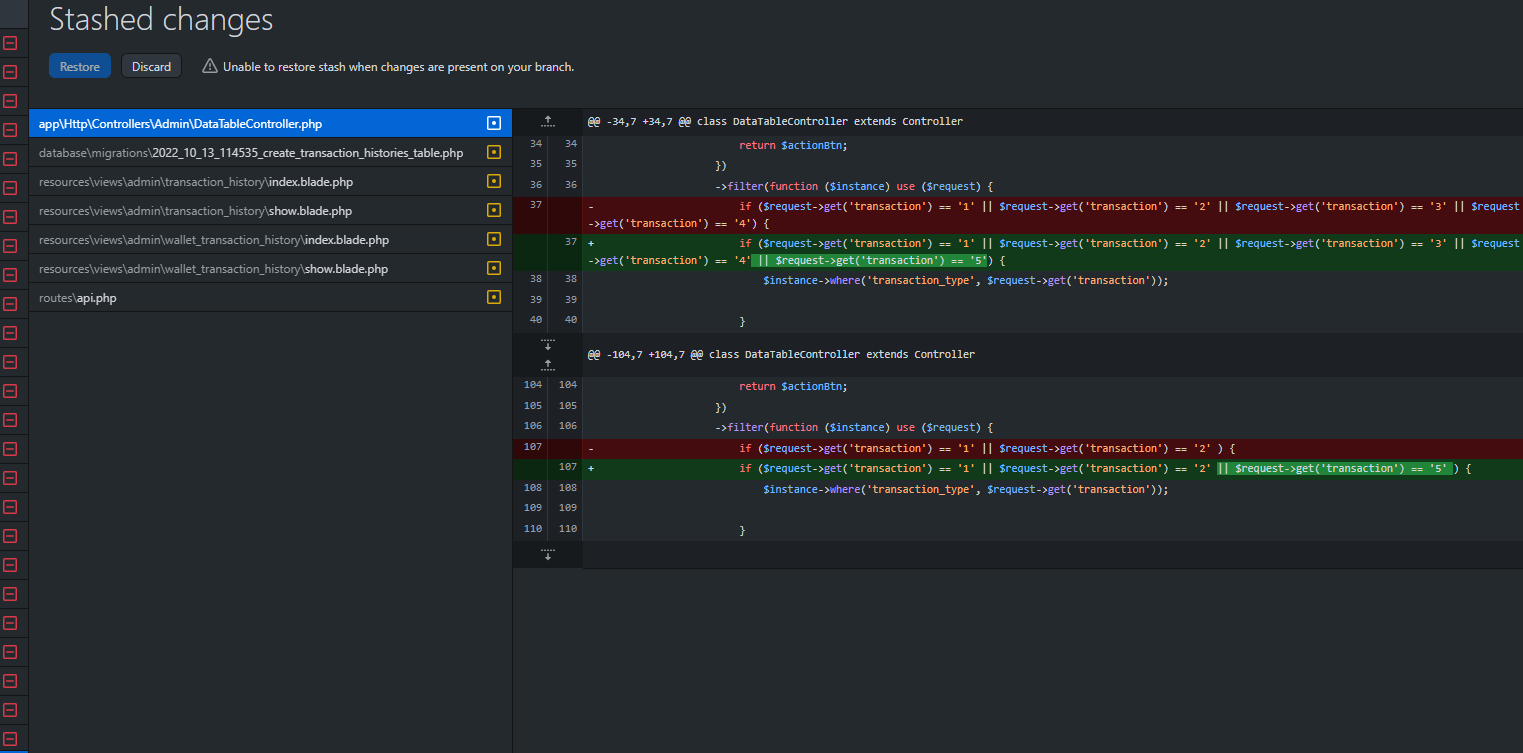 Stashed changes
Restore
Discard
Unable to restore stash when changes are present on your branch.
app\Http\Controllers\Admin\DataTableController.php
database\migrations\2022_10_13_114535_create_transaction_histories_table.php
resources\views\admin\transaction_history\index.blade.php
resources\views\admin\transaction_history\show.blade.php
resources\views\admin\wallet_transaction_history\index.blade.php
resources\views\admin\wallet_transaction_history\show.blade.php
routes\api.php
@@ -34,7 +34,7 @@ class DataTableController extends Controller
34 34 return $actionBtn;
35 35 })
36 36 ->filter(function ($instance) use ($request) {
37 - if ($request->get('transaction') == '1' || $request->get('transaction') == '2' || $request->get('transaction') == '3' || $request
->get('transaction') == '4') {
37 + if ($request->get('transaction') == '1' || $request->get('transaction') == '2' || $request->get('transaction') == '3' || $request
->get('transaction') == '4' || $request->get('transaction') == '5') {
38 38 $instance->where('transaction_type', $request->get('transaction'));
39 39
40 40 }
@@ -104,7 +104,7 @@ class DataTableController extends Controller
104 104 return $actionBtn;
105 105 })
106 106 ->filter(function ($instance) use ($request) {
107 - if ($request->get('transaction') == '1' || $request->get('transaction') == '2' ) {
107 + if ($request->get('transaction') == '1' || $request->get('transaction') == '2' || $request->get('transaction') == '5' ) {
108 108 $instance->where('transaction_type', $request->get('transaction'));
109 109
110 110 }